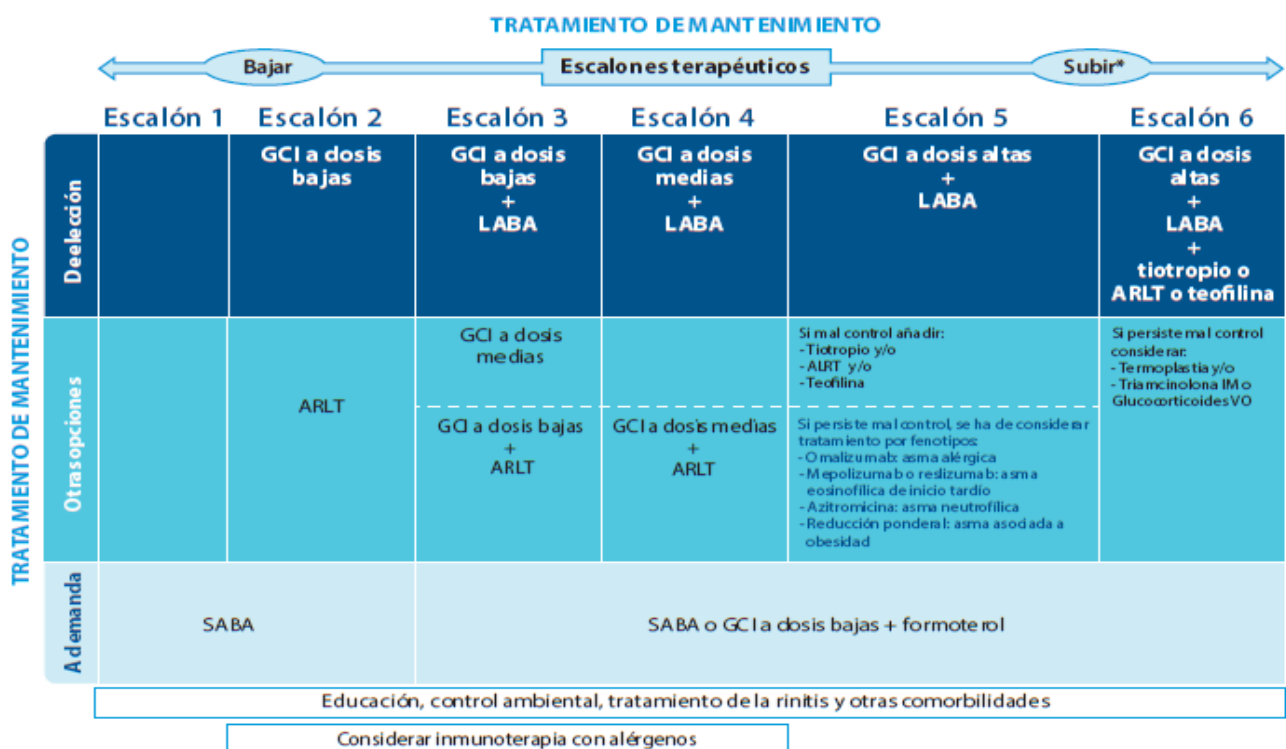 TRATAMIENTO DE MANTENIMIENTO
Bajar
Escalones terapéuticos
Subir*
Escalón 1
Escalón 2
Escalón 3
Escalón 4
Escalón 5
Escalón 6
TRATAMIENTO DE MANTENIMIENTO
De elección
GCI a dosis
bajas
GCI a dosis
bajas
+
LABA
GCI a dosis
medias
+
LABA
GCI a dosis altas
+
LABA
GCI a dosis
altas
+
LABA
+
tiotropio o
ARLT o teofilina
Otras opciones
ARLT
GCI a dosis
medias
GCI a dosis bajas
+
ARLT
GCI a dosis medias
+
ARLT
Si mal control añadir:
- Tiotropio y/o
- ALRT y/o
- Teofilina
Si persiste mal control, se ha de considerar
tratamiento por fenotipos:
- Omalizumab: asma alérgica
- Mepolizumab o reslizumab: asma
eosinofílica de inicio tardío
- Azitromicina: asma neutrofílica
- Reducción ponderal: asma asociada a
obesidad
Si persiste mal control
considerar:
- Termoplastia y/o
- Triamcinolona IM o
Glucocorticoides VO
A demanda
SABA
SABA o GCI a dosis bajas + formoterol
Educación, control ambiental, tratamiento de la rinitis y otras comorbilidades
Considerar inmunoterapia con alérgenos